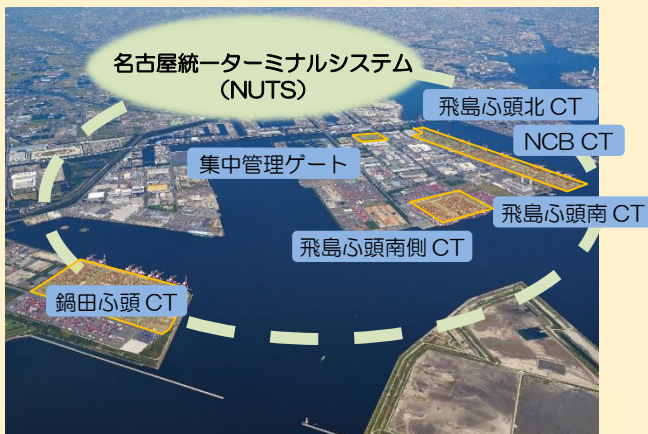 名古屋統一ターミナルシステム
（NUTS）
飛島ふ頭北 CT
NCB CT
集中管理ゲート
飛島ふ頭南 CT
飛島ふ頭南側 CT
鍋田ふ頭 CT